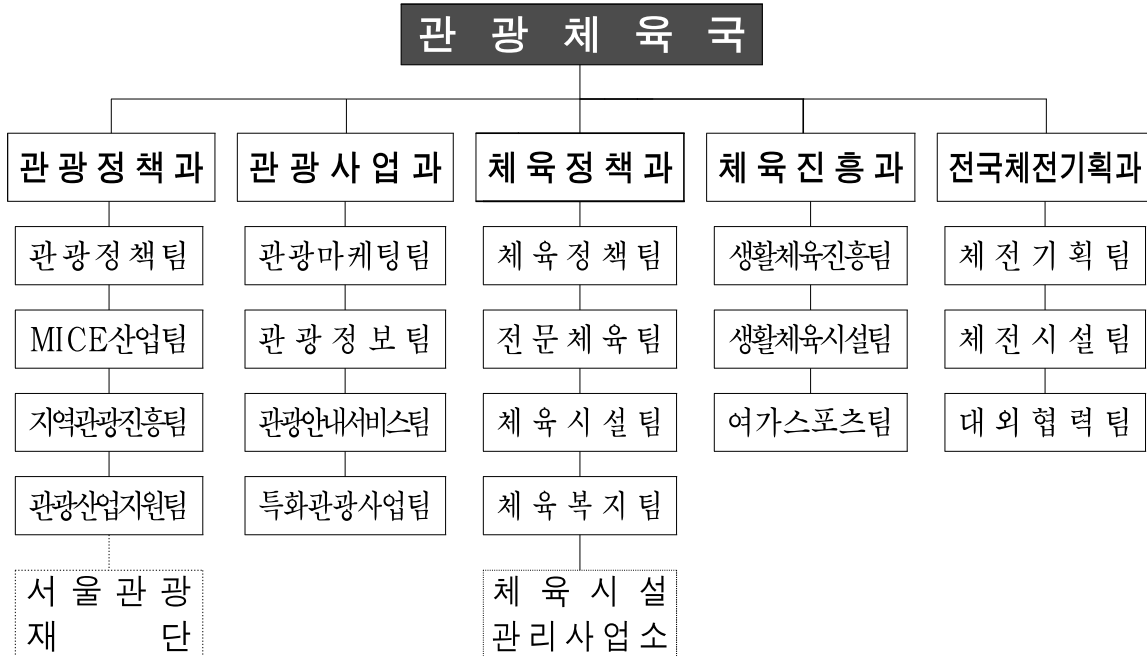 관광체육국
관광정책과
관광사업과
체육정책과
체육진흥과
전국체전기획과
관광정책팀
관광마케팅팀
체육정책팀
생활체육진흥팀
체전기획팀
MICE산업팀
관광정보팀
전문체육팀
생활체육시설팀
체전시설팀
지역관광진흥팀
관광안내서비스팀
체육시설팀
여가스포츠팀
대외협력팀
관광산업지원팀
특화관광사업팀
체육복지팀
서울관광
재단
체육시설
관리사업소